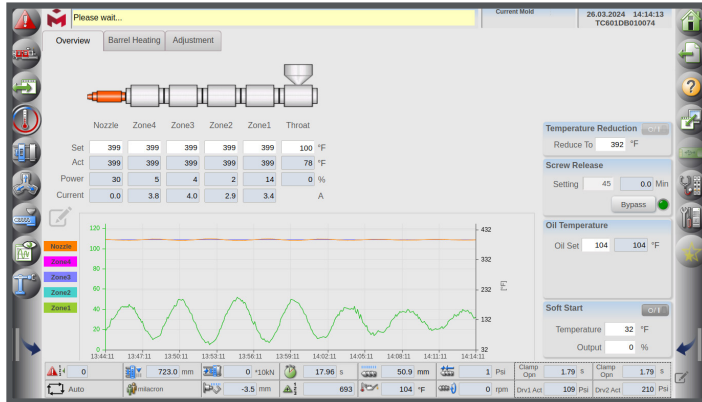 Please wait...
Current Mold
26.03.2024 14:14:13
TC601DB010074
Overview Barrel Heating Adjustment
Nozzle Zone4 Zone3 Zone2 Zone1 Throat
Set 399 399 399 399 399 100 °F
Act 399 399 399 399 399 78 °F
Power 30 5 4 2 14 0 %
Current 0.0 3.8 4.0 2.9 3.4 A
Temperature Reduction Off
Reduce To 392 °F
Screw Release
Setting 45 0.0 Min
Bypass
Oil Temperature
Oil Set 104 104 °F
Soft Start Off
Temperature 32 °F
Output 0 %
Nozzle
Zone4
Zone3
Zone2
Zone1
120
100
80
60
40
20
0
432
332
232
132
32
[°F]
13:44:11 13:47:11 13:50:11 13:53:11 13:56:11 13:59:11 14:02:11 14:05:11 14:08:11 14:11:11 14:14:11
0 723.0 mm 0 *10kN 17.96 s 50.9 mm 1 Psi Clamp Opn 1.79 s Clamp Opn 1.79 s
Auto milacron -3.5 mm 693 104 °F 0 rpm Drv1 Act 109 Psi Drv2 Act 210 Psi